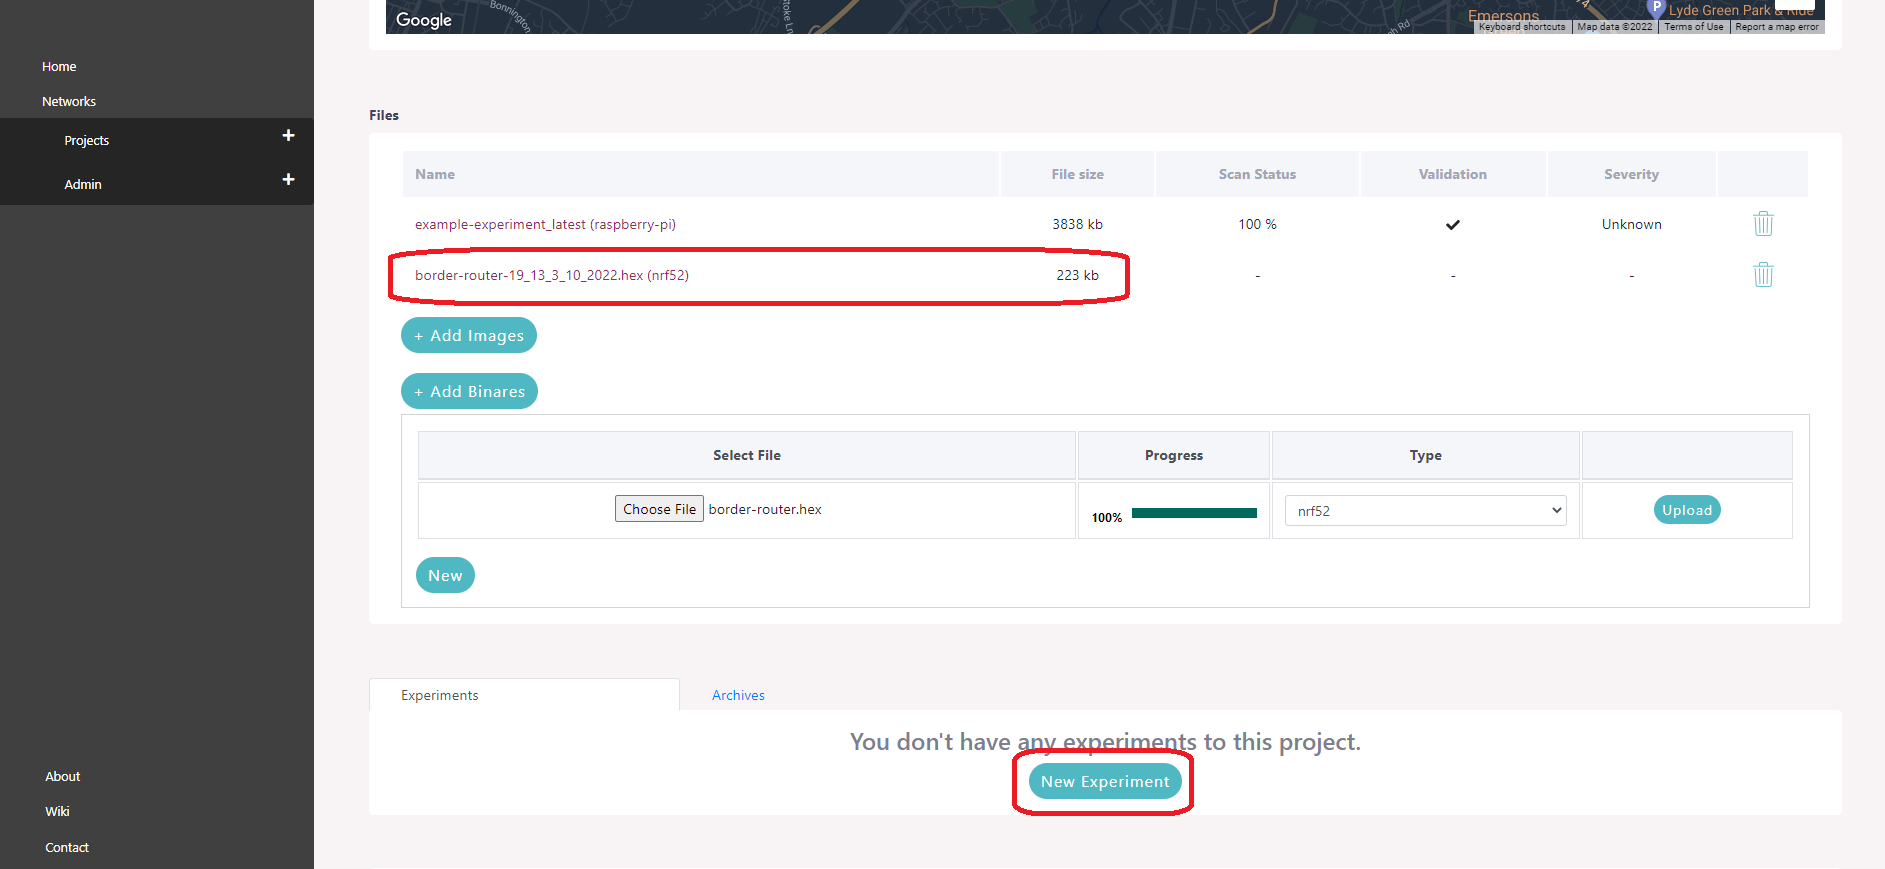 Bonnington
Stoke Ln
Google
Emersons
Lyde Green Park & Ride
P
Keyboard shortcuts
Map data ©2022
Terms of Use
Report a map error
Home
Networks
Projects +
Admin +
Files
Name File size Scan Status Validation Severity
example-experiment_latest (raspberry-pi) 3838 kb 100 % Unknown
border-router-19_13_3_10_2022.hex (nrf52) 223 kb - - -
+ Add Images
+ Add Binares
Select File Progress Type
Choose File border-router.hex 100% nrf52 Upload
New
Experiments Archives
You don't have any experiments to this project.
New Experiment
About
Wiki
Contact